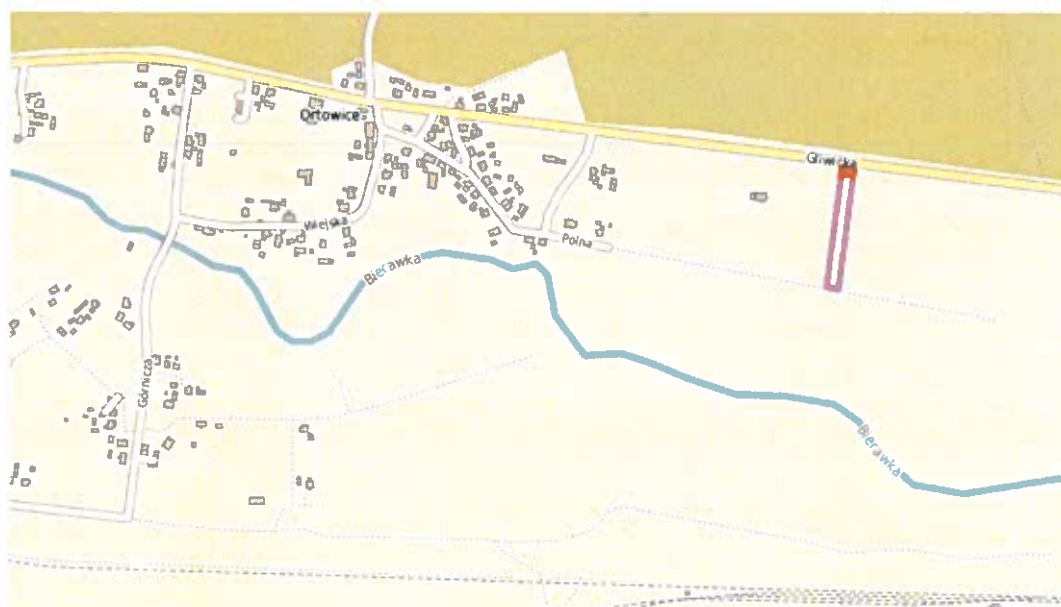 Ortowice
Gliwicka
Wiejska
Polna
Bierawka
Górnicza
Bierawka